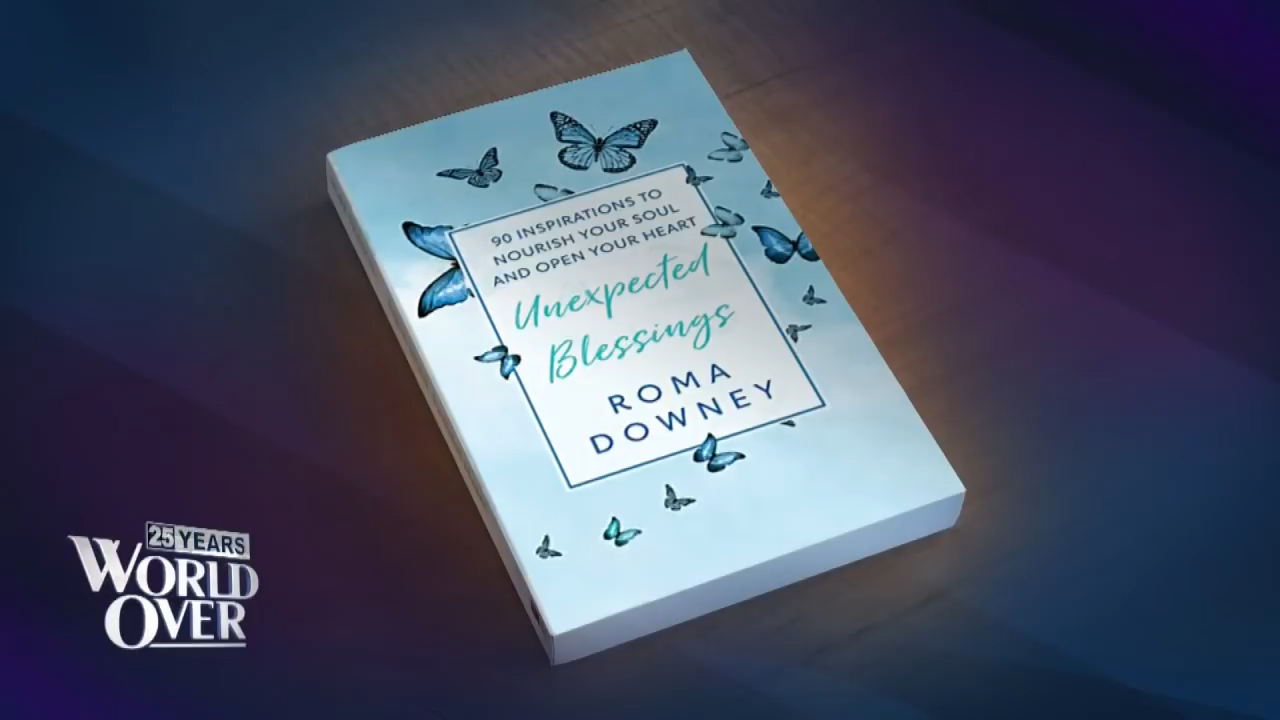 90 INSPIRATIONS TO
NOURISH YOUR SOUL
AND OPEN YOUR HEART
Unexpected
Blessings
ROMA
DOWNEY
25 YEARS
WORLD
OVER